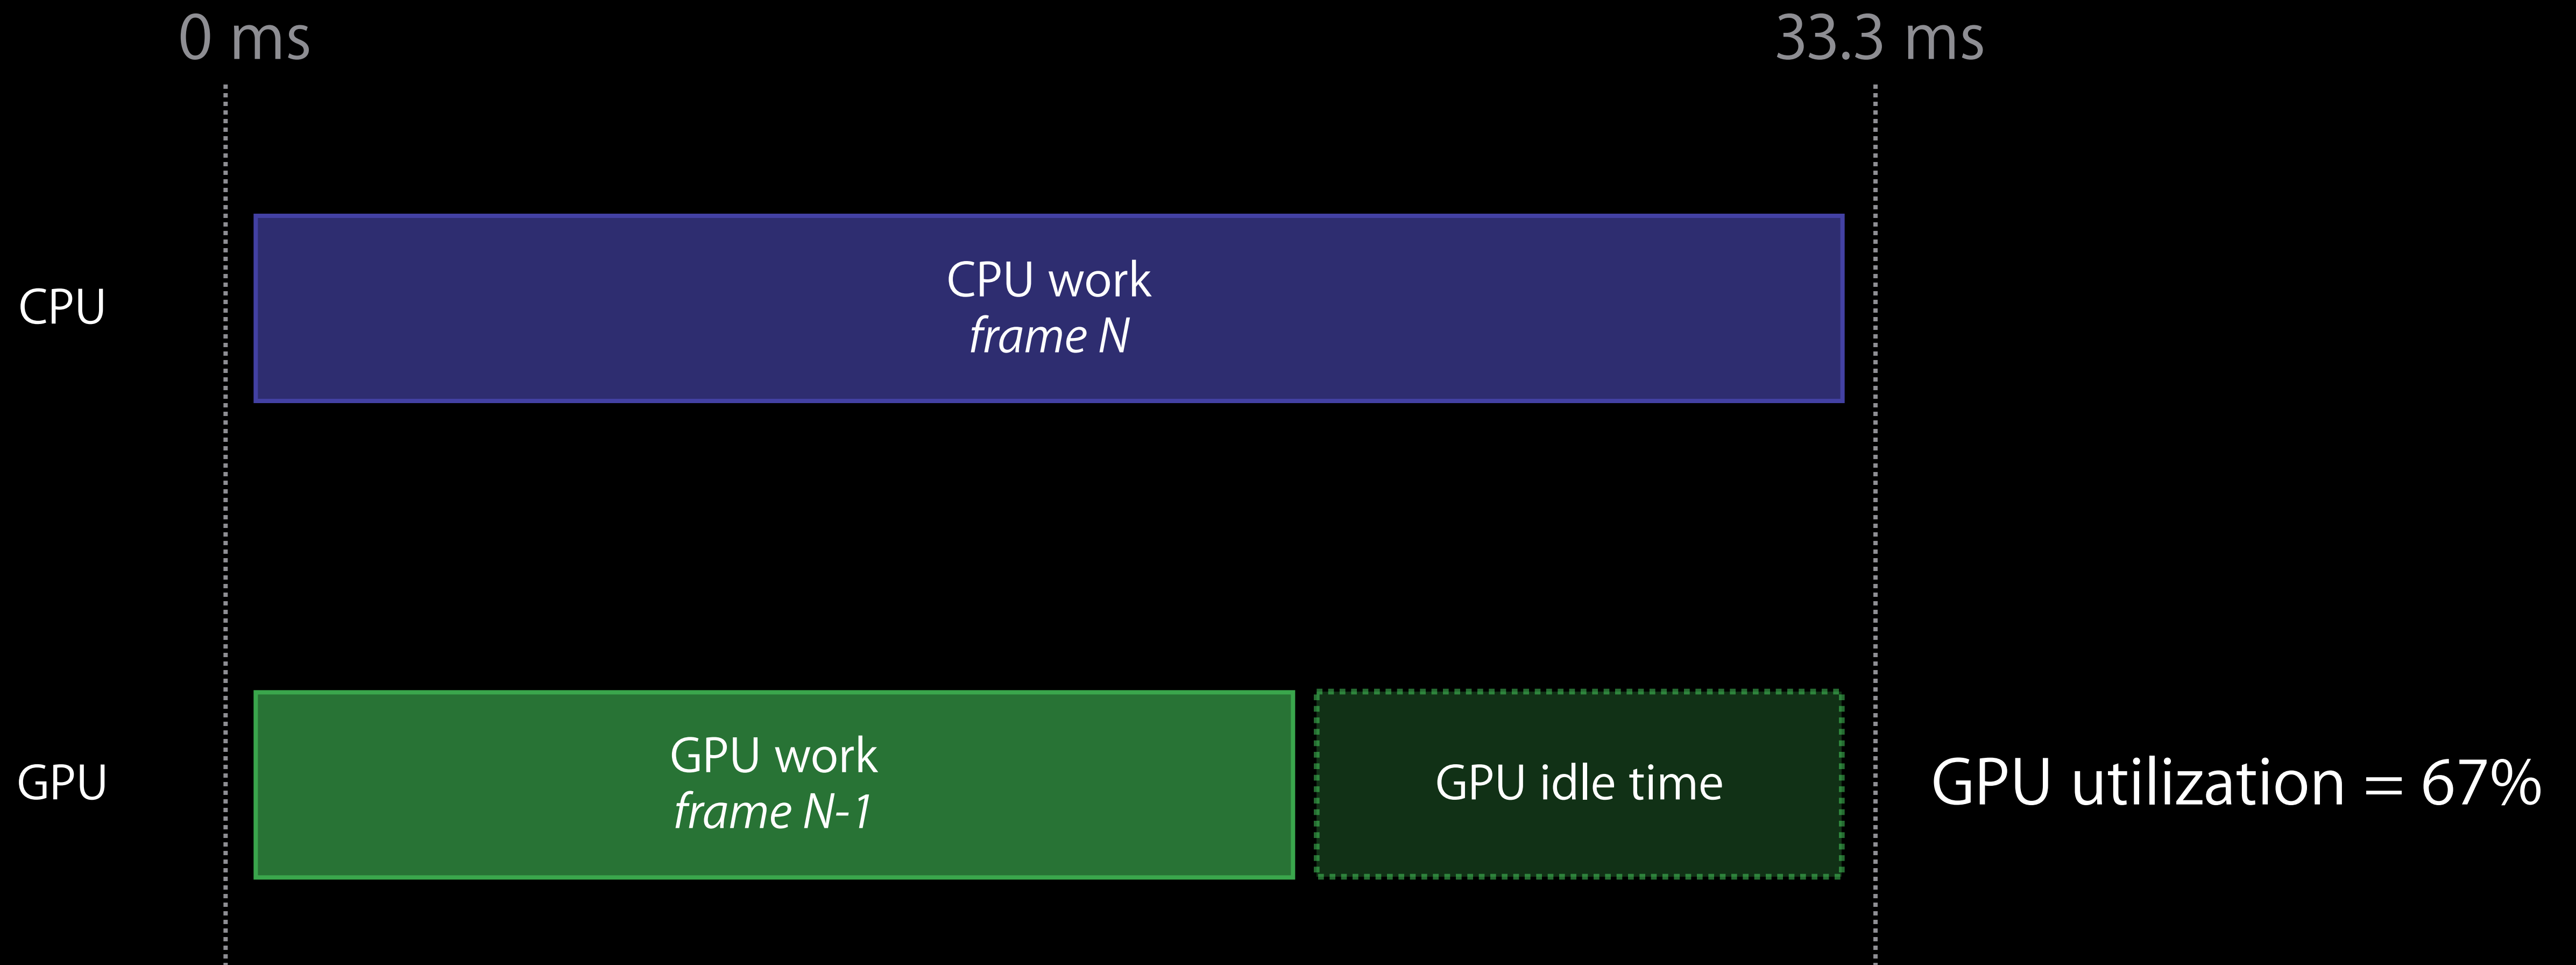 0 ms
33.3 ms
CPU
CPU work
frame N
GPU
GPU work
frame N-1
GPU idle time
GPU utilization = 67%